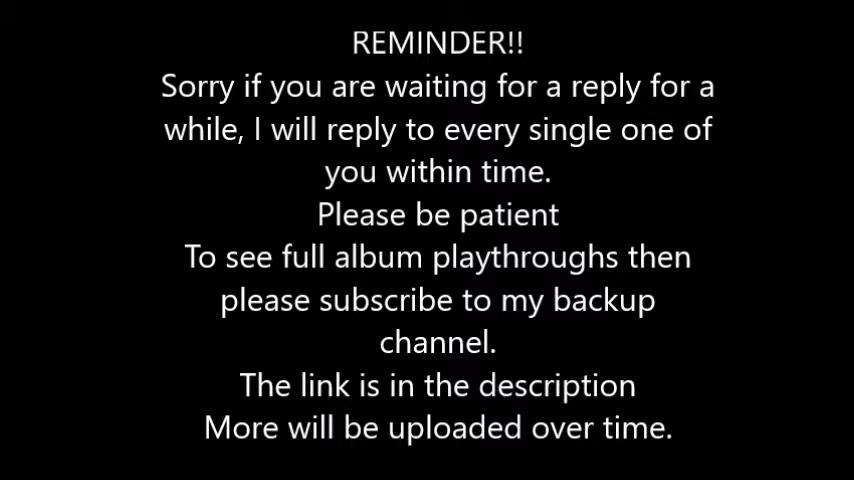 REMINDER!!
Sorry if you are waiting for a reply for a
while, I will reply to every single one of
you within time.
Please be patient
To see full album playthroughs then
please subscribe to my backup
channel.
The link is in the description
More will be uploaded over time.